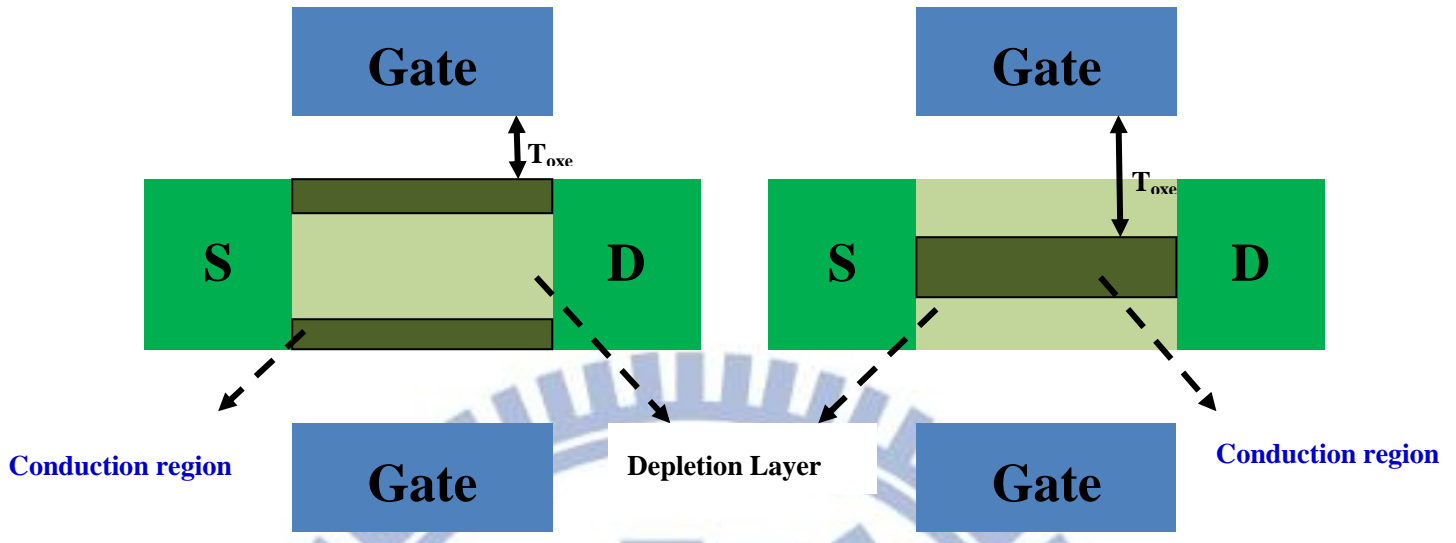 Gate
Gate
Toxe
Toxe
S
D
S
D
Conduction region
Depletion Layer
Conduction region
Gate
Gate